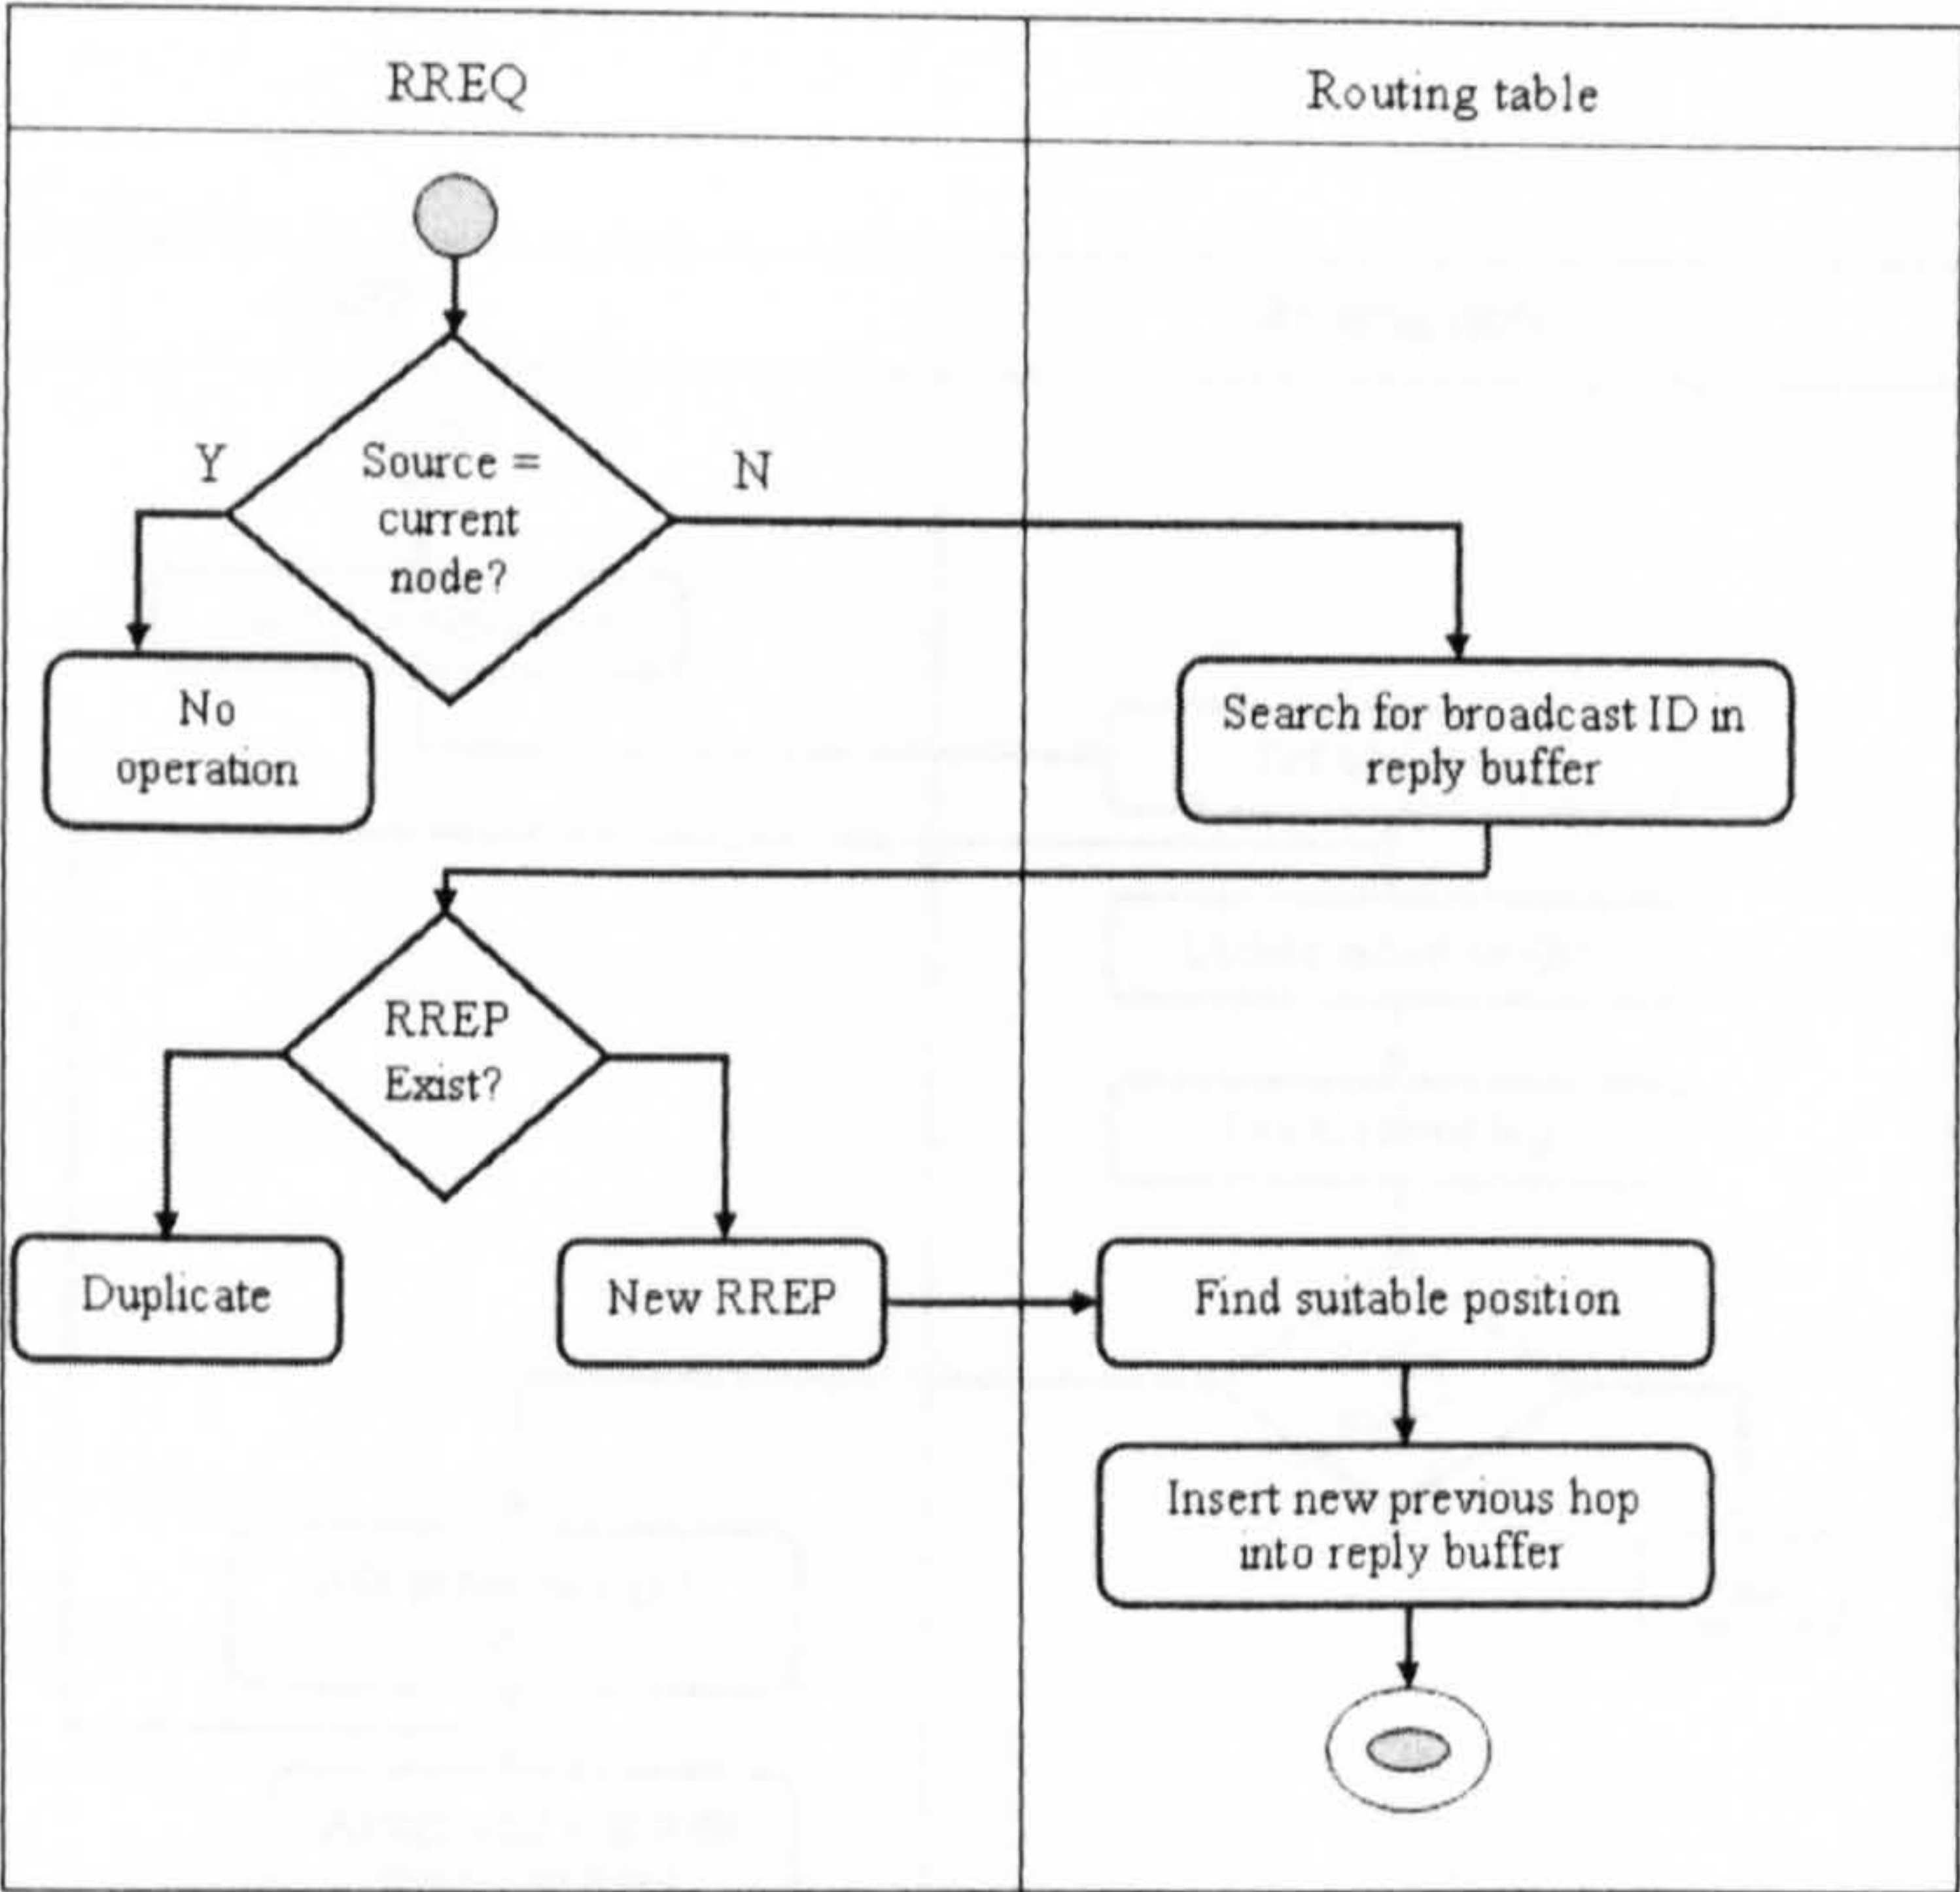 RREQ
Routing table
Y
Source =
current
node?
N
No
operation
Search for broadcast ID in
reply buffer
RREP
Exist?
Duplicate
New RREP
Find suitable position
Insert new previous hop
into reply buffer